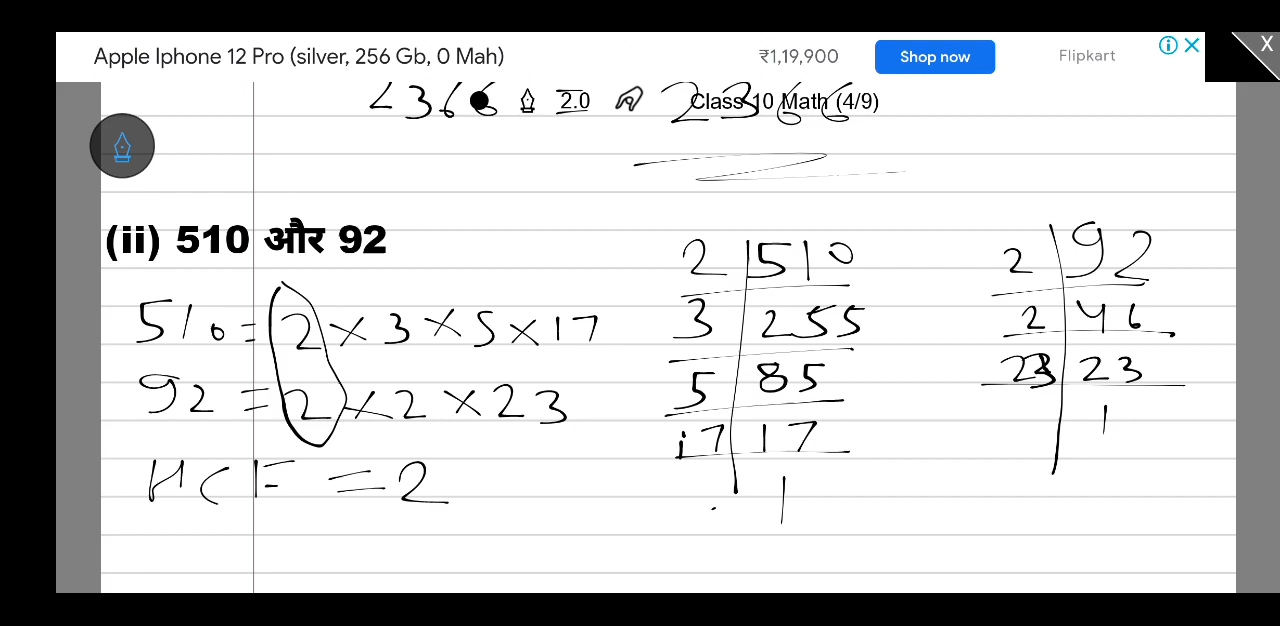 Apple Iphone 12 Pro (silver, 256 Gb, 0 Mah) ₹1,19,900 Shop now Flipkart X
2366 2.0 Class 10 Math (4/9) 2366
(ii) 510 और 92
510 = 2 × 3 × 5 × 17
92 = 2 × 2 × 23
HCF = 2
2 | 510
3 | 255
5 | 85
17 | 17
1
2 | 92
2 | 46
23 | 23
1